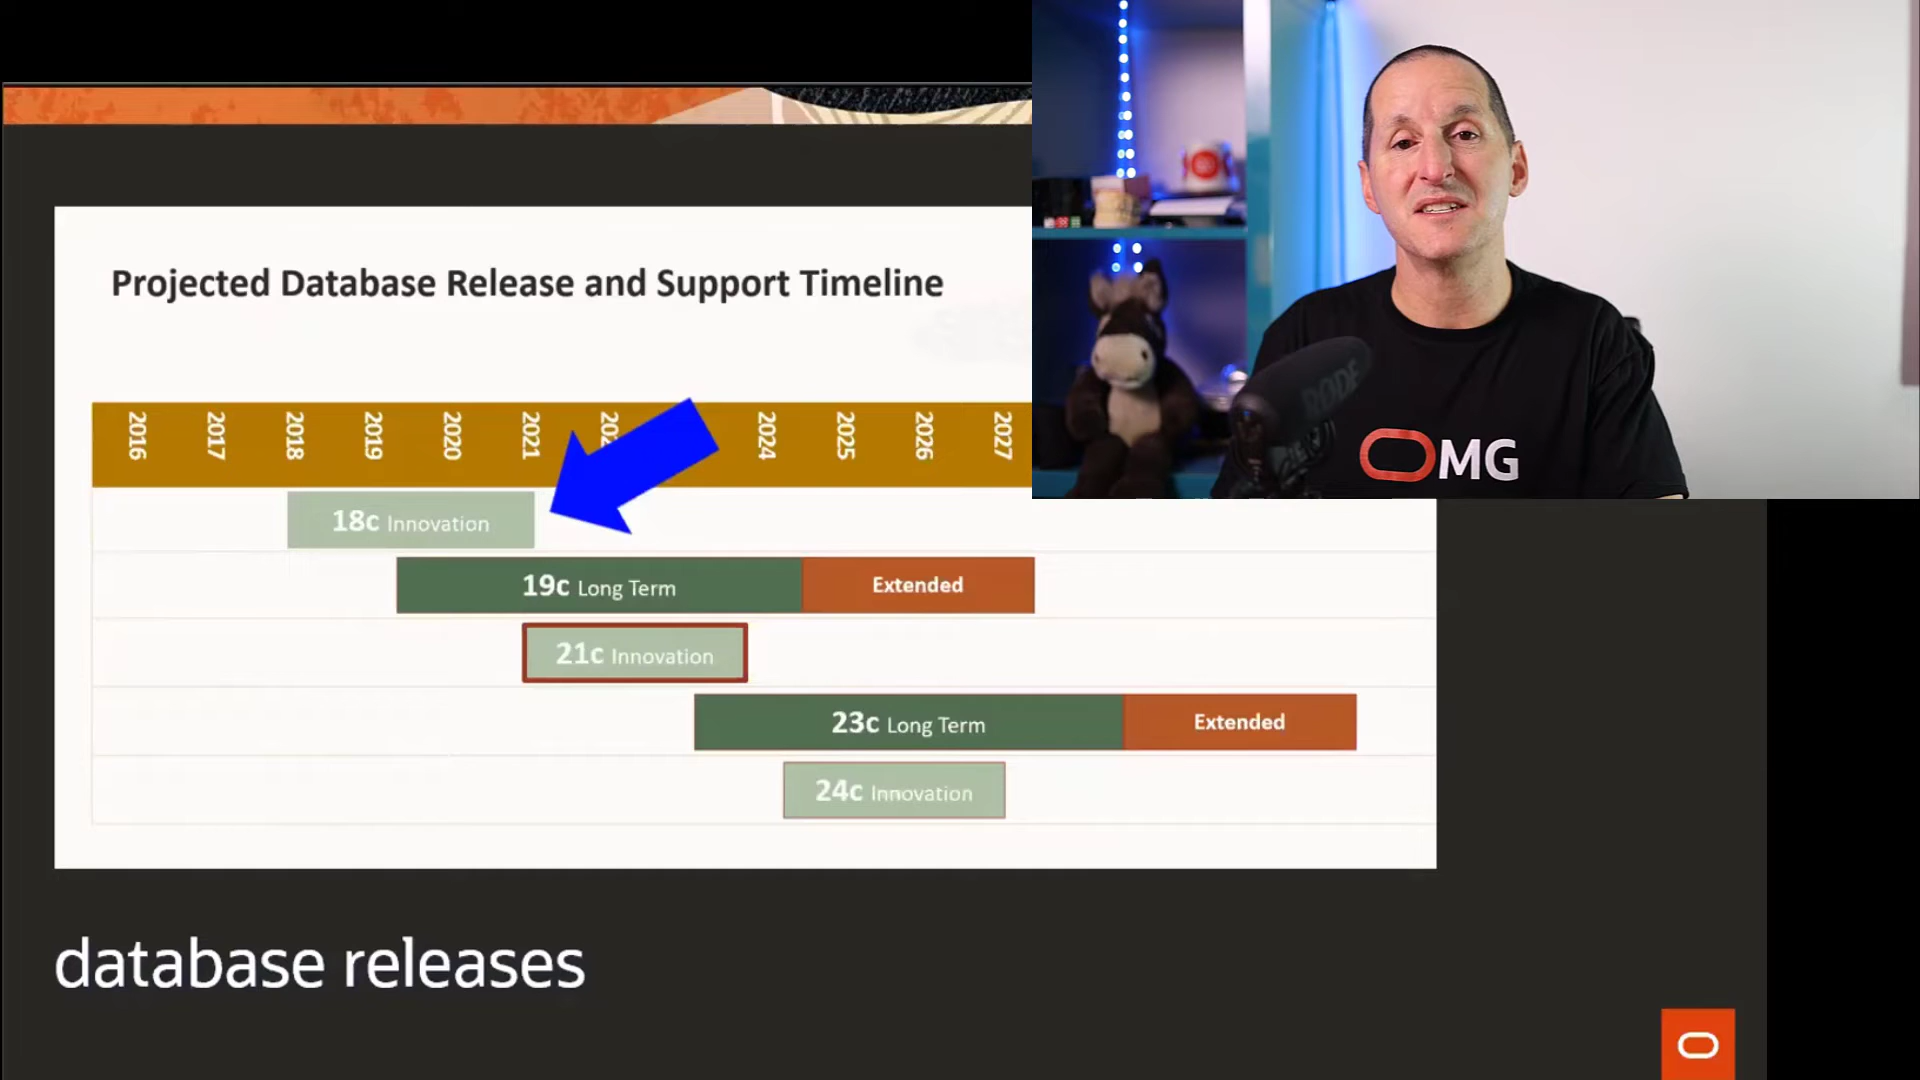 Projected Database Release and Support Timeline
2016 2017 2018 2019 2020 2021 2024 2025 2026 2027
18c Innovation
19c Long Term Extended
21c Innovation
23c Long Term Extended
24c Innovation
database releases
RODE
OMG